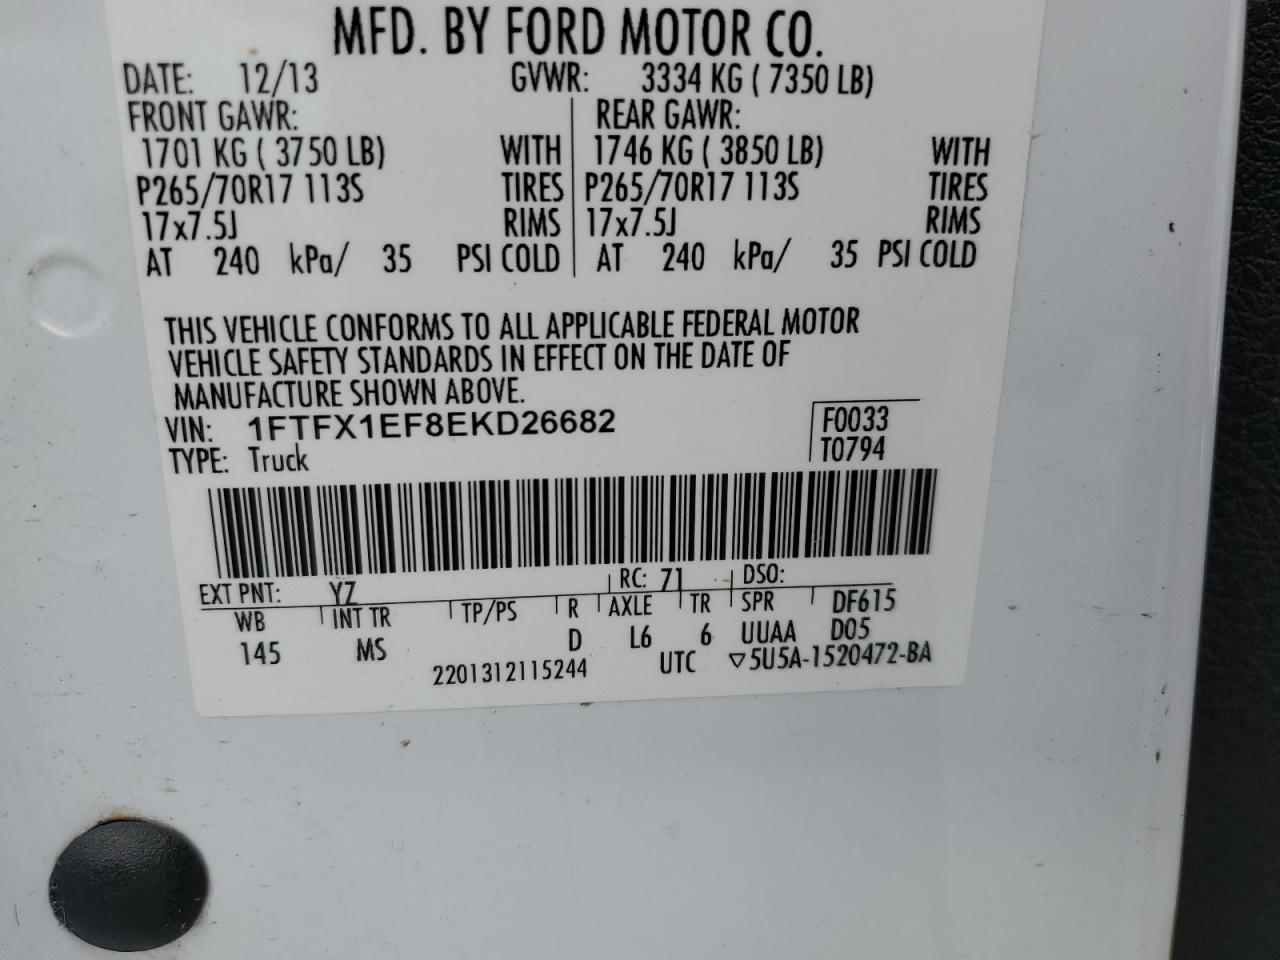 MFD. BY FORD MOTOR CO.
DATE: 12/13 GVWR: 3334 KG ( 7350 LB)
FRONT GAWR: REAR GAWR:
1701 KG ( 3750 LB) WITH 1746 KG ( 3850 LB) WITH
P265/70R17 113S TIRES P265/70R17 113S TIRES
17x7.5J RIMS 17x7.5J RIMS
AT 240 kPa/ 35 PSI COLD AT 240 kPa/ 35 PSI COLD
THIS VEHICLE CONFORMS TO ALL APPLICABLE FEDERAL MOTOR
VEHICLE SAFETY STANDARDS IN EFFECT ON THE DATE OF
MANUFACTURE SHOWN ABOVE.
VIN: 1FTFX1EF8EKD26682 F0033
TYPE: Truck T0794
EXT PNT: YZ RC: 71 DSO:
WB INT TR TP/PS R AXLE TR SPR DF615
145 MS D L6 6 UUAA D05
2201312115244 UTC ▽5U5A-1520472-BA